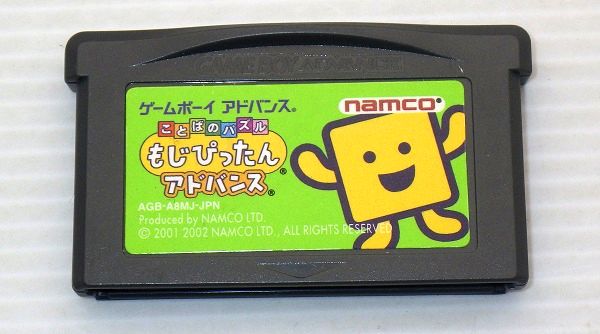 GAME BOY ADVANCE
ゲームボーイ アドバンス®
namco®
ことばのパズル
もじぴったん®
アドバンス®
AGB-A8MJ-JPN
Produced by NAMCO LTD.
© 2001 2002 NAMCO LTD., ALL RIGHTS RESERVED